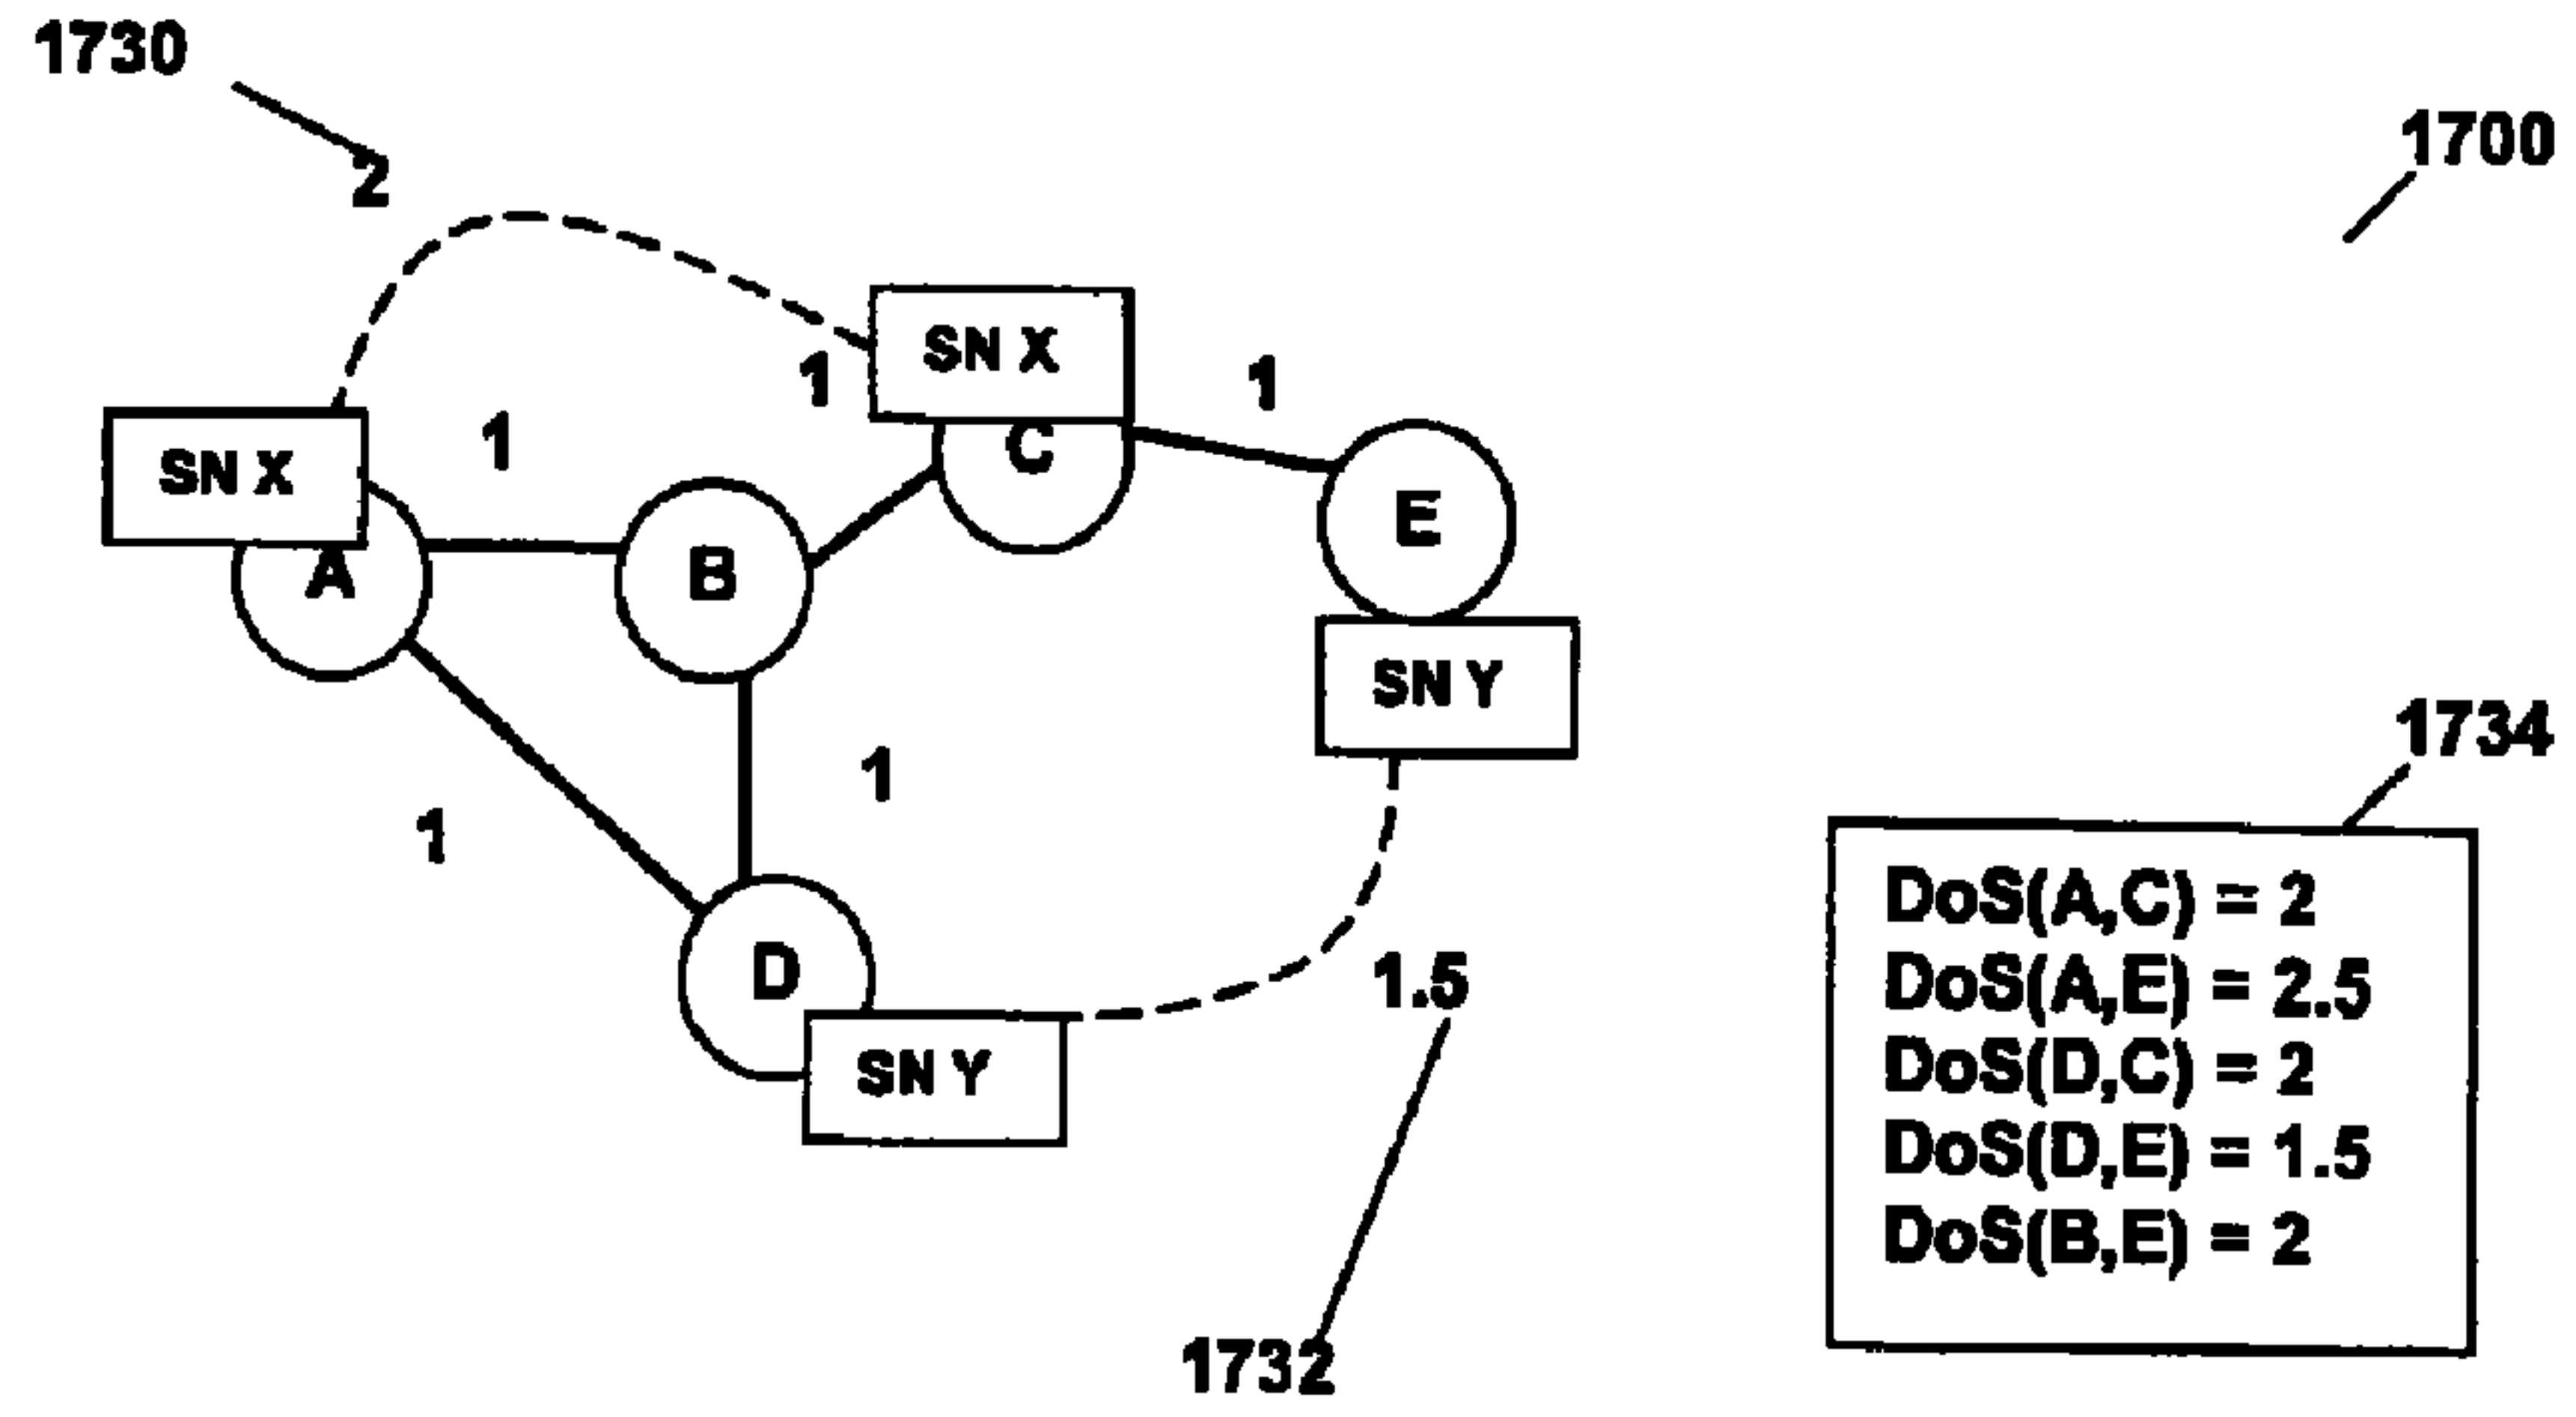 1730
1700
2
SN X
1
1
1
C
SN X
E
A
B
SN Y
1734
1
1
DoS(A,C) = 2
D
1.5
DoS(A,E) = 2.5
SN Y
DoS(D,C) = 2
DoS(D,E) = 1.5
DoS(B,E) = 2
1732